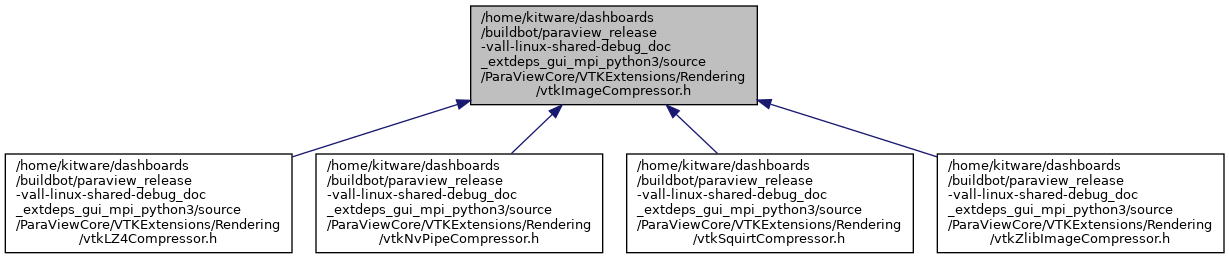 /home/kitware/dashboards
/buildbot/paraview_release
-vall-linux-shared-debug_doc
_extdeps_gui_mpi_python3/source
/ParaViewCore/VTKExtensions/Rendering
/vtkImageCompressor.h
/home/kitware/dashboards
/buildbot/paraview_release
-vall-linux-shared-debug_doc
_extdeps_gui_mpi_python3/source
/ParaViewCore/VTKExtensions/Rendering
/vtkLZ4Compressor.h
/home/kitware/dashboards
/buildbot/paraview_release
-vall-linux-shared-debug_doc
_extdeps_gui_mpi_python3/source
/ParaViewCore/VTKExtensions/Rendering
/vtkNvPipeCompressor.h
/home/kitware/dashboards
/buildbot/paraview_release
-vall-linux-shared-debug_doc
_extdeps_gui_mpi_python3/source
/ParaViewCore/VTKExtensions/Rendering
/vtkSquirtCompressor.h
/home/kitware/dashboards
/buildbot/paraview_release
-vall-linux-shared-debug_doc
_extdeps_gui_mpi_python3/source
/ParaViewCore/VTKExtensions/Rendering
/vtkZlibImageCompressor.h